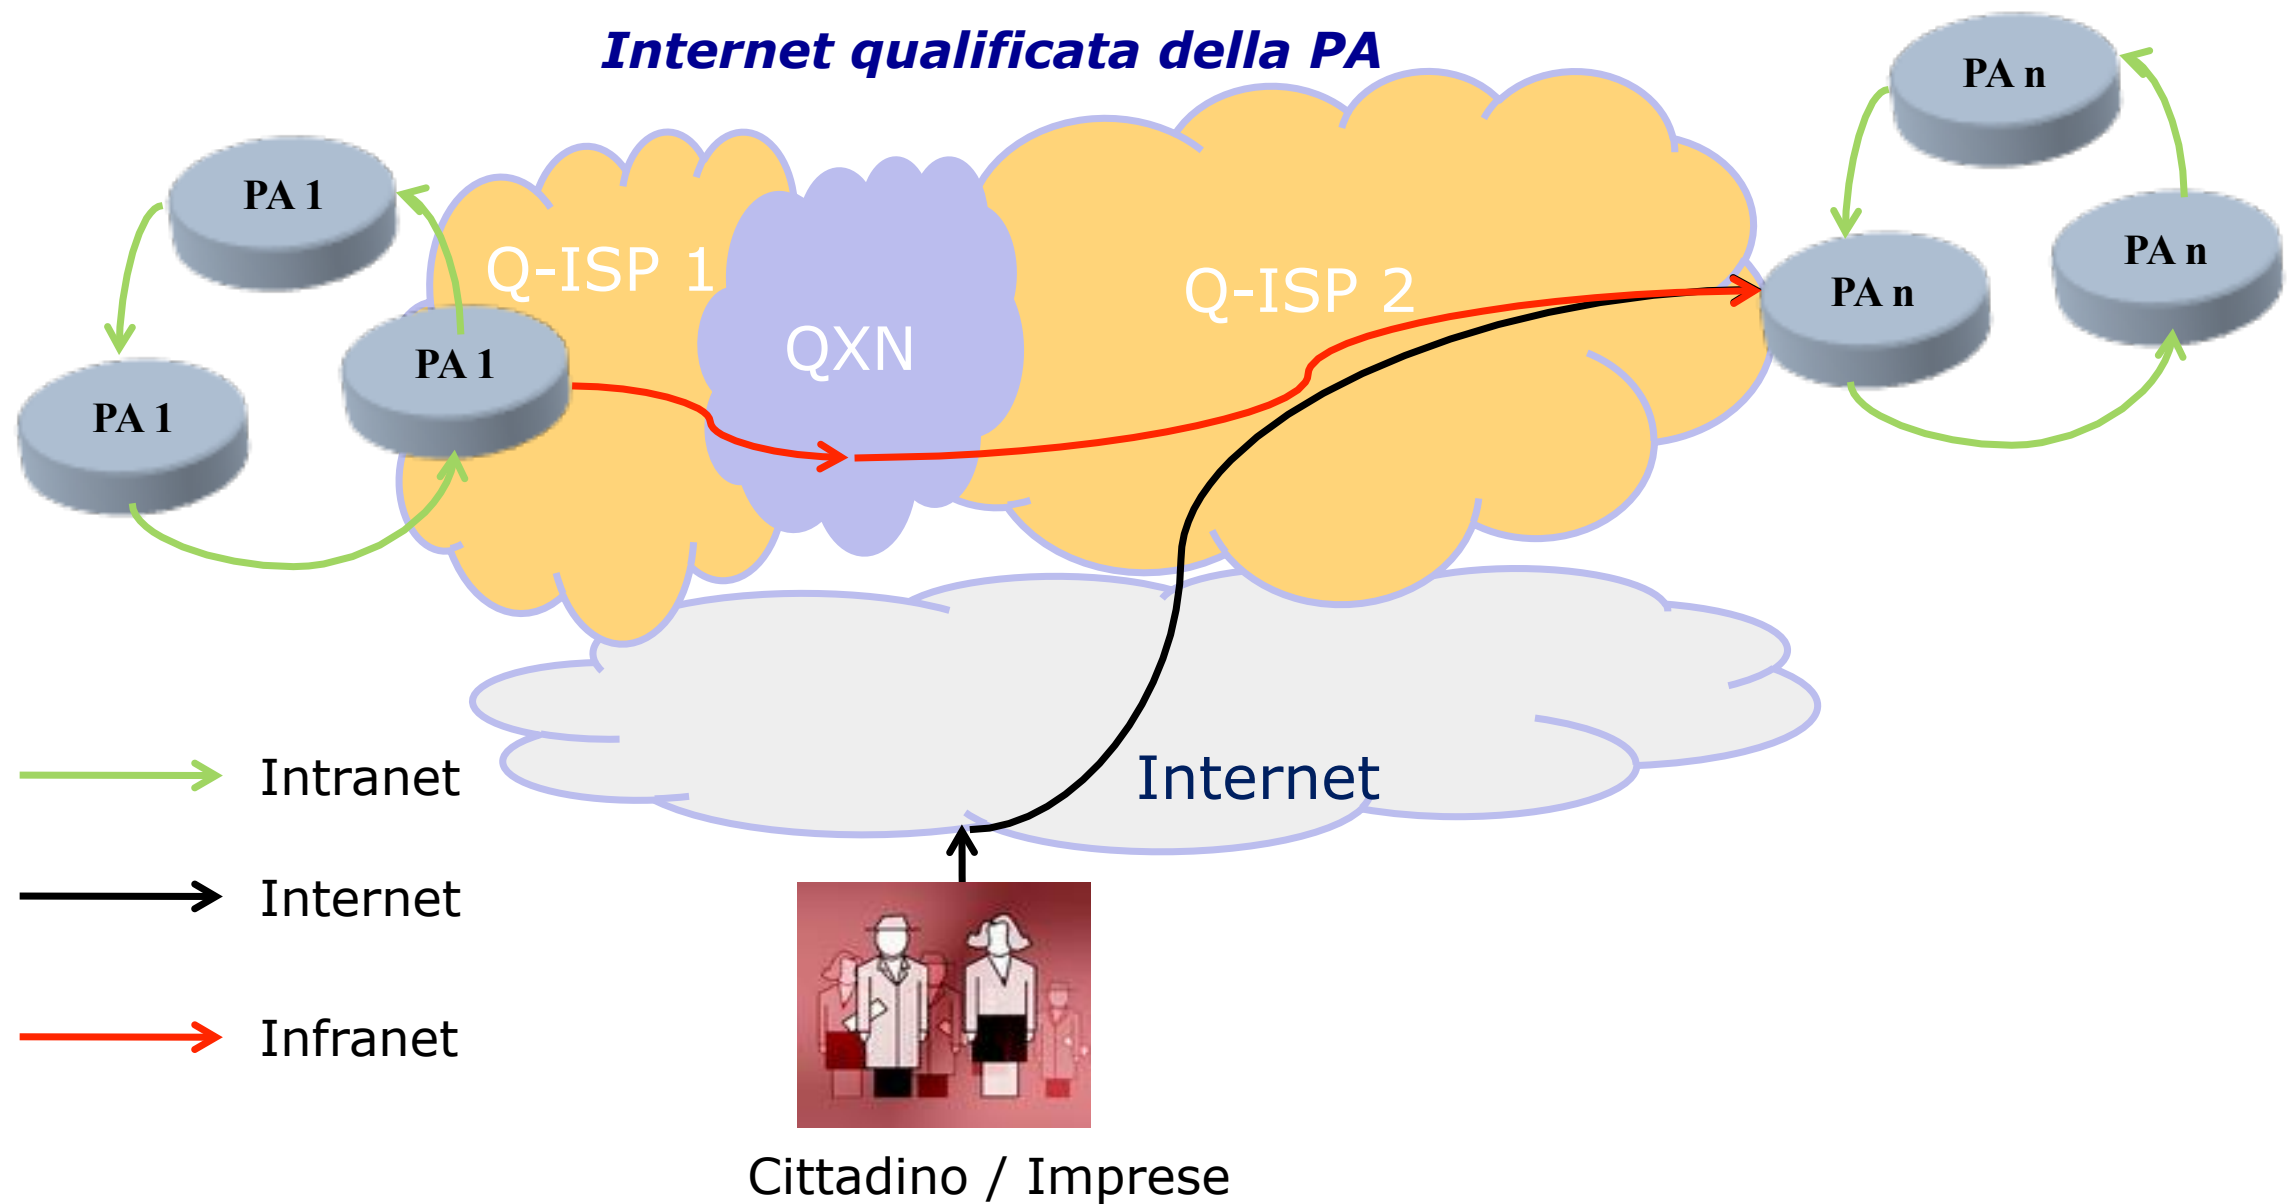 Internet qualificata della PA
PA n
PA 1
Q-ISP 1
Q-ISP 2
PA n
PA n
QXN
PA 1
PA 1
Internet
Intranet
Internet
Infranet
Cittadino / Imprese